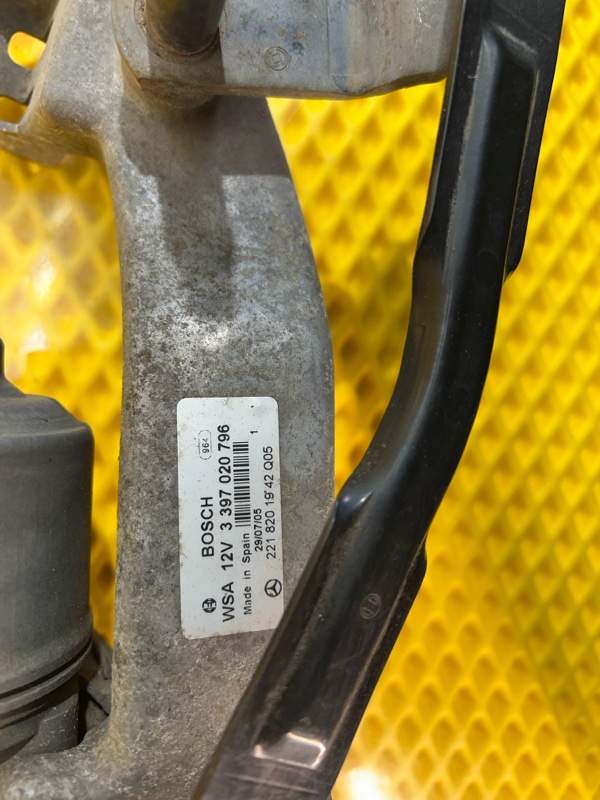 BOSCH 964
WSA 12V 3 397 020 796
Made in Spain 1
29/07/05
221 820 19 42 Q05